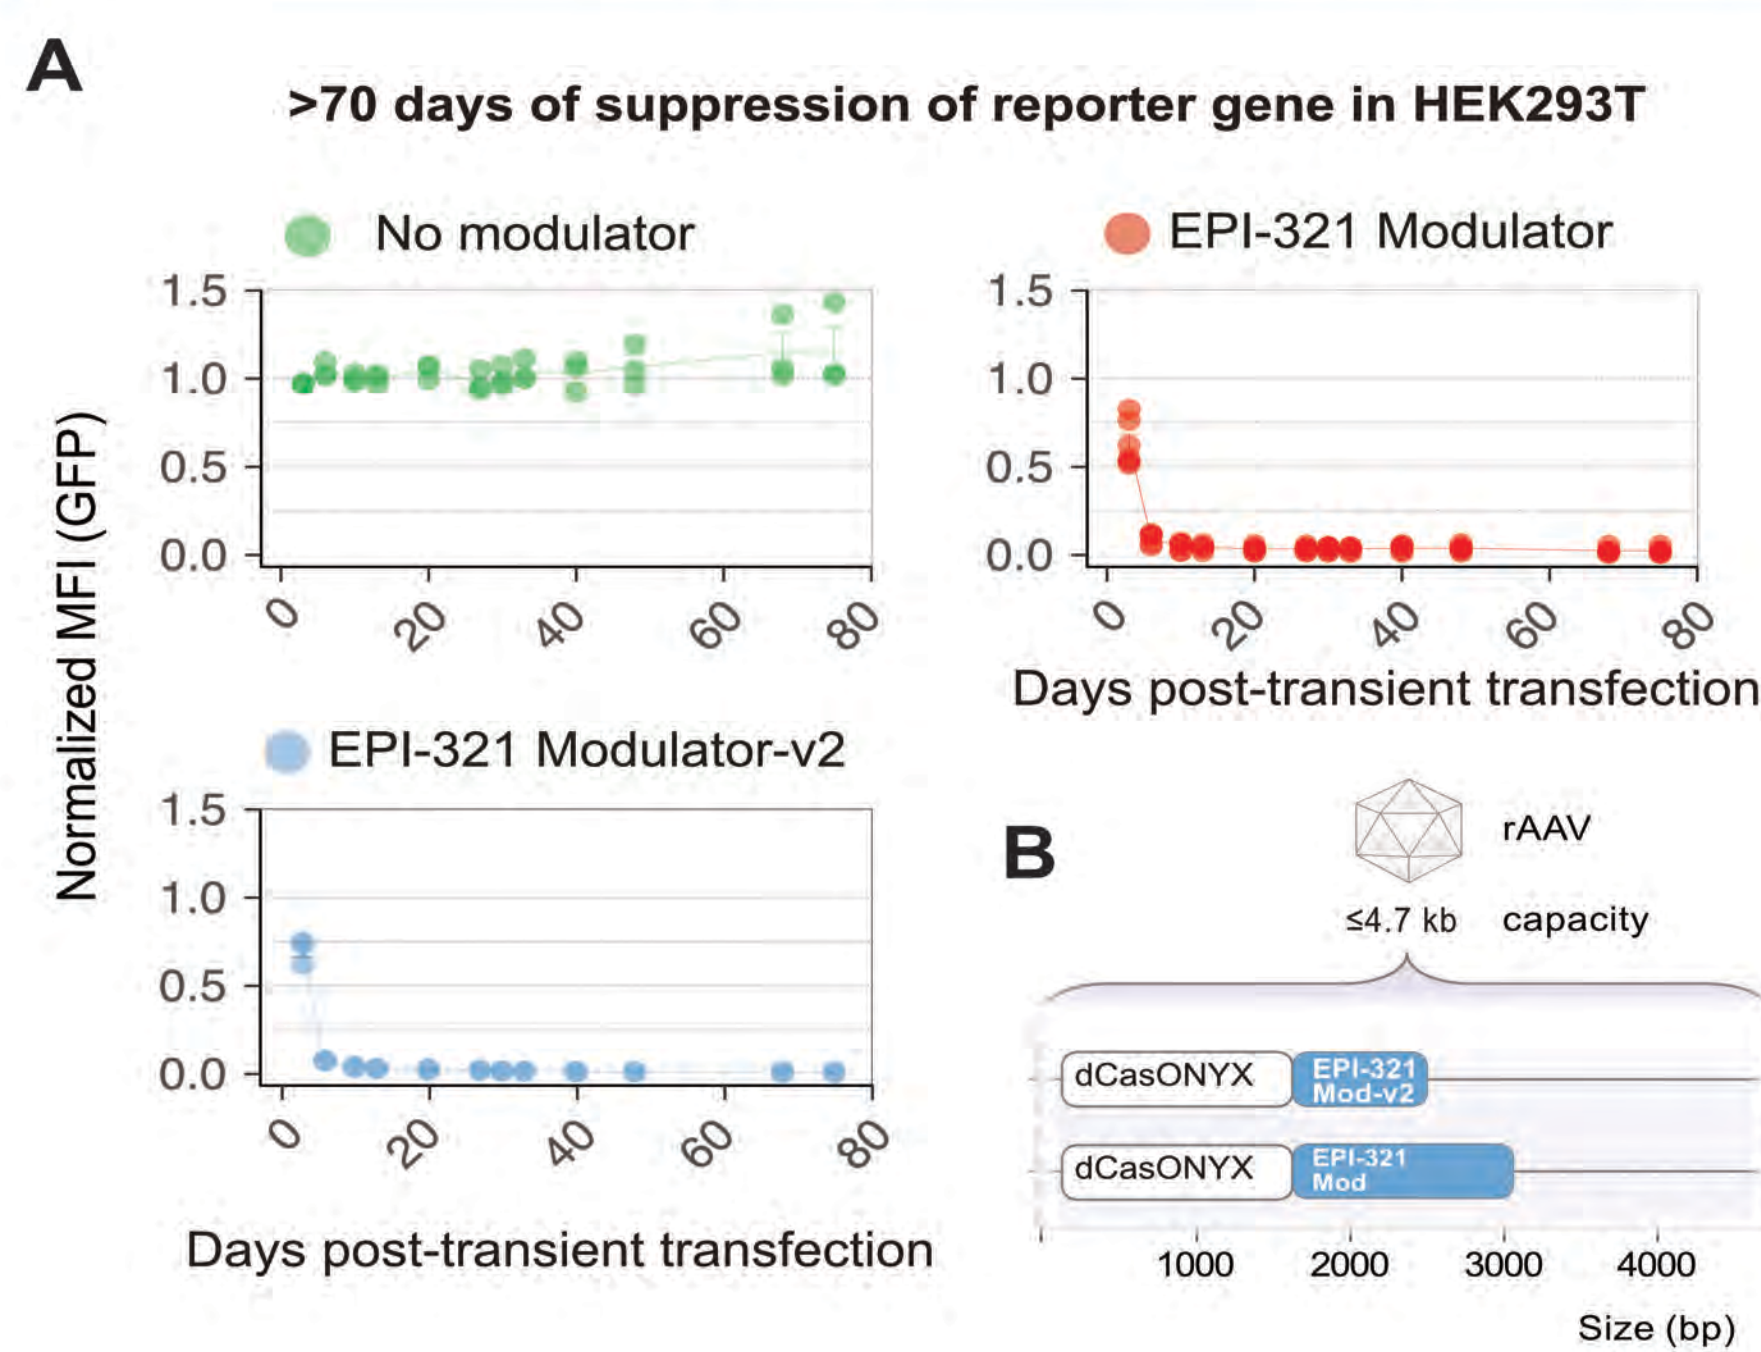 A
>70 days of suppression of reporter gene in HEK293T
No modulator
1.5
1.0
0.5
0.0
0
20
40
60
80
EPI-321 Modulator
1.5
1.0
0.5
0.0
0
20
40
60
80
Days post-transient transfection
Normalized MFI (GFP)
EPI-321 Modulator-v2
1.5
1.0
0.5
0.0
0
20
40
60
80
Days post-transient transfection
B
rAAV
≤4.7 kb capacity
dCasONYX
EPI-321
Mod-v2
dCasONYX
EPI-321
Mod
1000
2000
3000
4000
Size (bp)